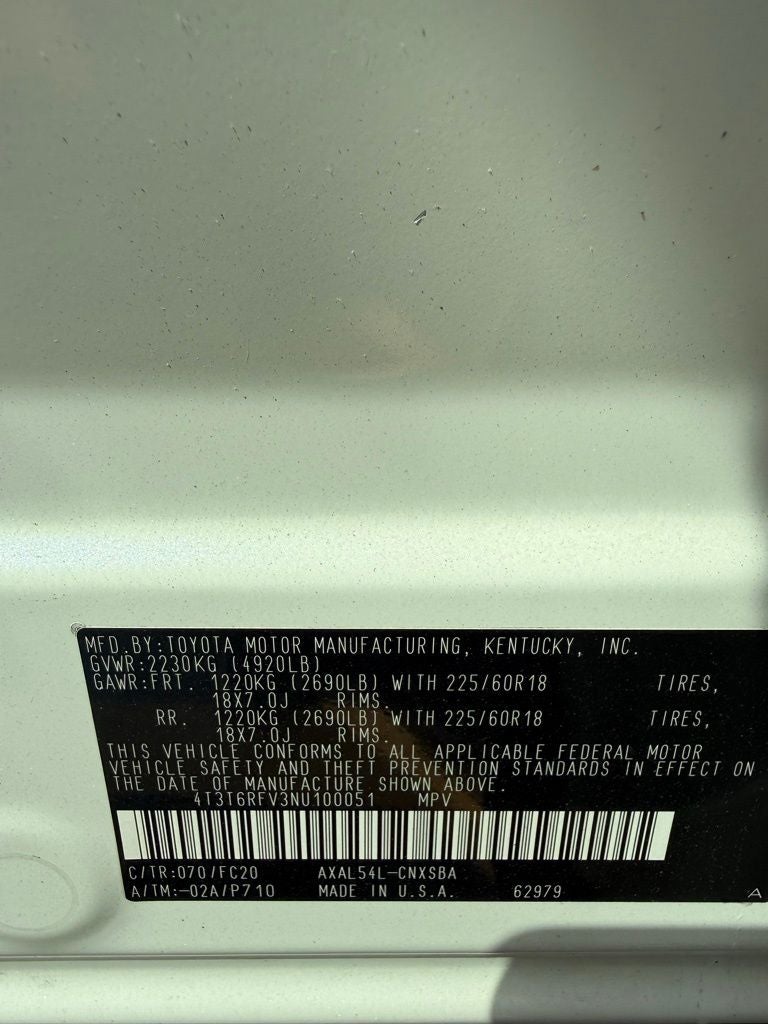 MFD.BY:TOYOTA MOTOR MANUFACTURING, KENTUCKY, INC.
GVWR:2230KG (4920LB)
GAWR:FRT. 1220KG (2690LB) WITH 225/60R18 TIRES,
18X7.0J RIMS.
RR. 1220KG (2690LB) WITH 225/60R18 TIRES,
18X7.0J RIMS.
THIS VEHICLE CONFORMS TO ALL APPLICABLE FEDERAL MOTOR
VEHICLE SAFETY AND THEFT PREVENTION STANDARDS IN EFFECT ON
THE DATE OF MANUFACTURE SHOWN ABOVE.
4T3T6RFV3NU100051 MPV
C/TR:070/FC20 AXAL54L-CNXSBA
A/TM:-02A/P710 MADE IN U.S.A. 62979 A